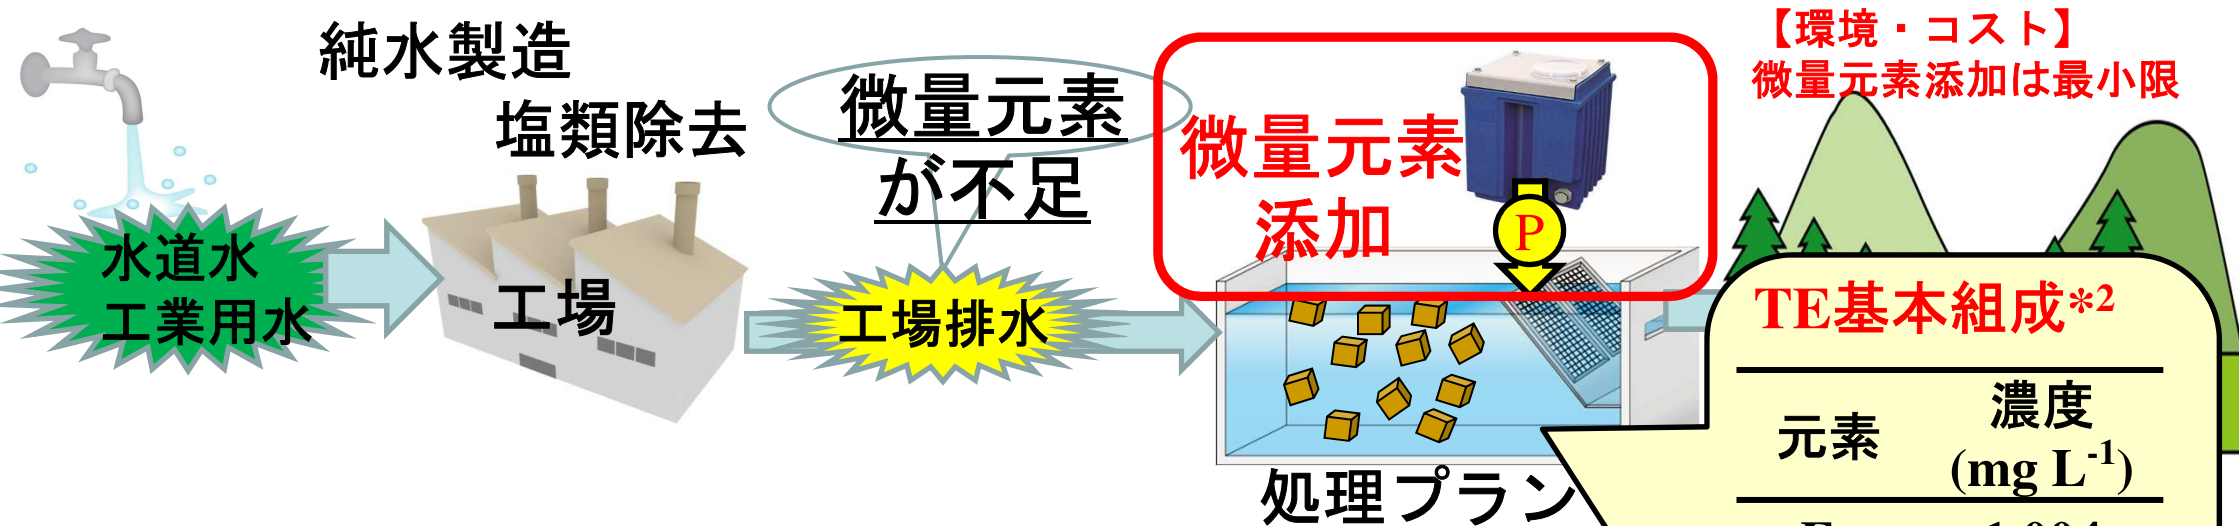 純水製造
塩類除去
水道水
工業用水
工場
微量元素
が不足
工場排水
微量元素
添加
P
処理プラン
【環境・コスト】
微量元素添加は最小限
TE基本組成*2
元素 濃度
(mg L-1)